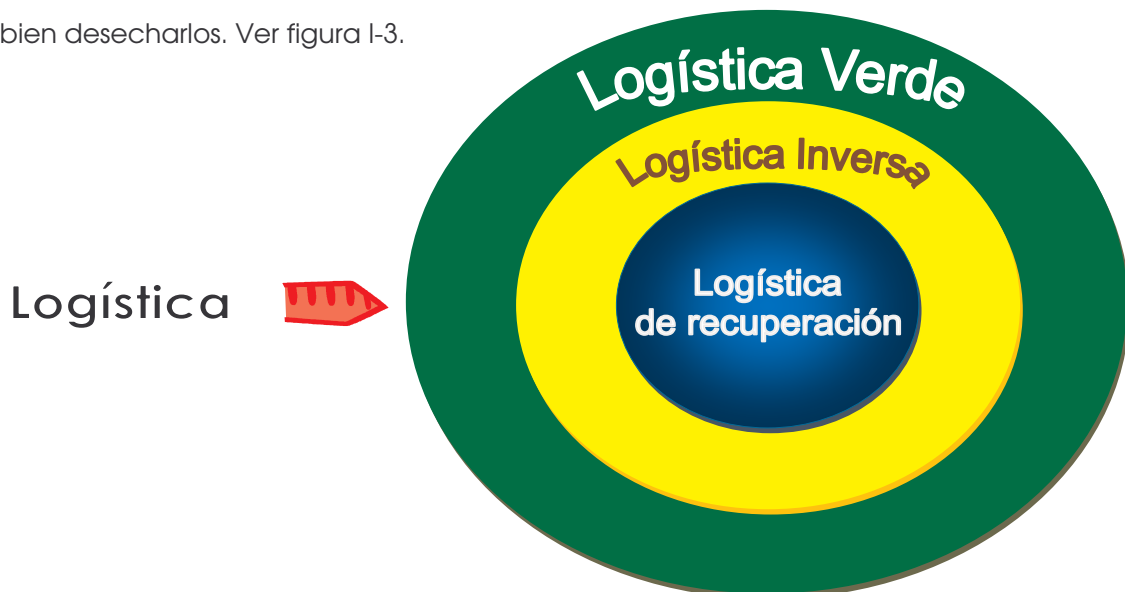 bien desecharlos. Ver figura I-3.
Logística Verde
Logística Inversa
Logística
de recuperación
Logística